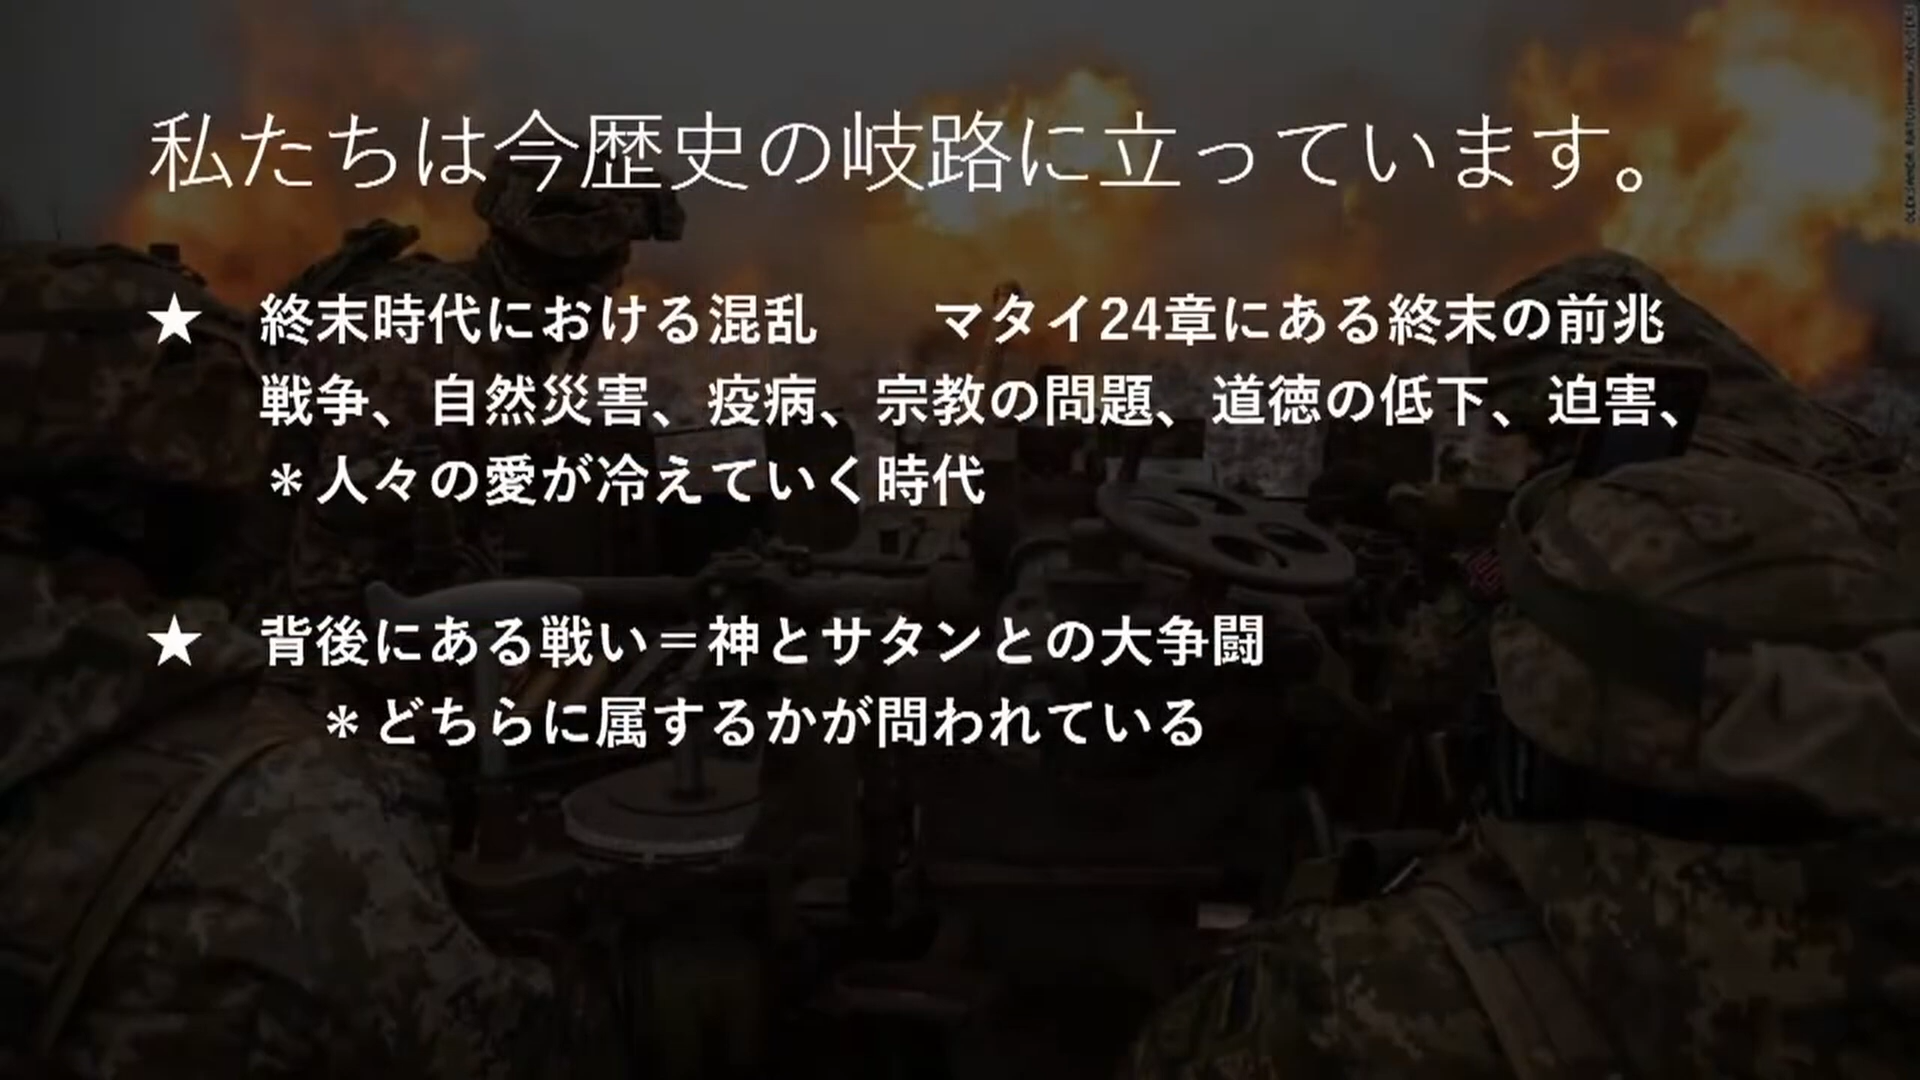 私たちは今歴史の岐路に立っています。
★ 終末時代における混乱　　マタイ24章にある終末の前兆
戦争、自然災害、疫病、宗教の問題、道徳の低下、迫害、
＊人々の愛が冷えていく時代
★ 背後にある戦い＝神とサタンとの大争闘
＊どちらに属するかが問われている